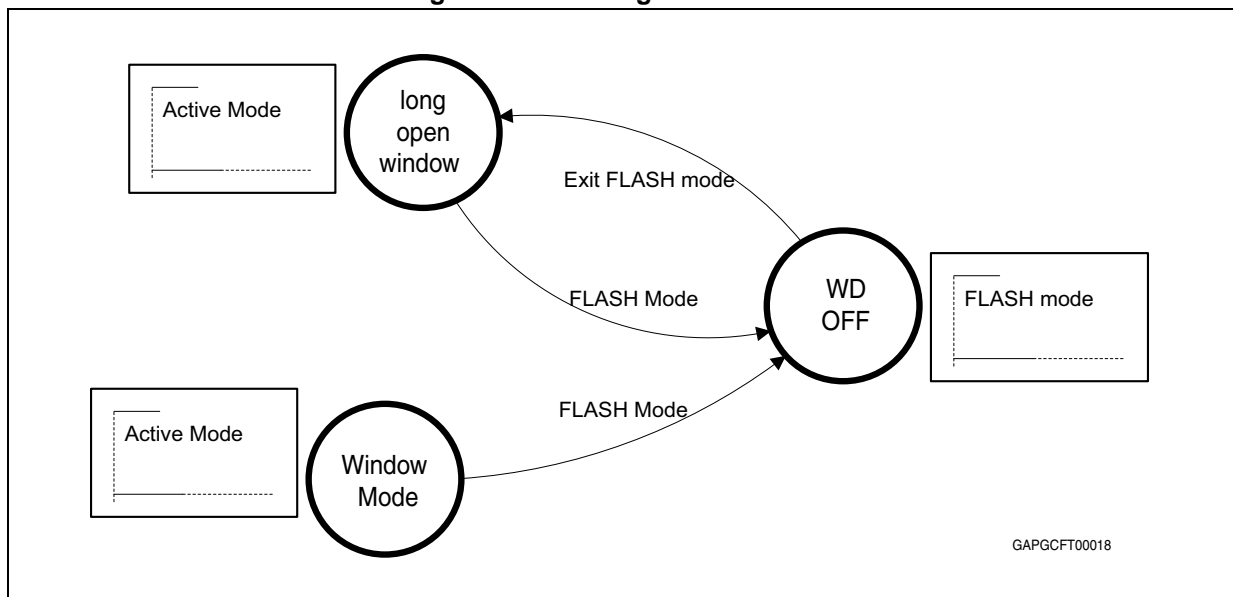 Active Mode
long
open
window
Exit FLASH mode
FLASH Mode
WD
OFF
FLASH mode
FLASH Mode
Active Mode
Window
Mode
GAPGCFT00018